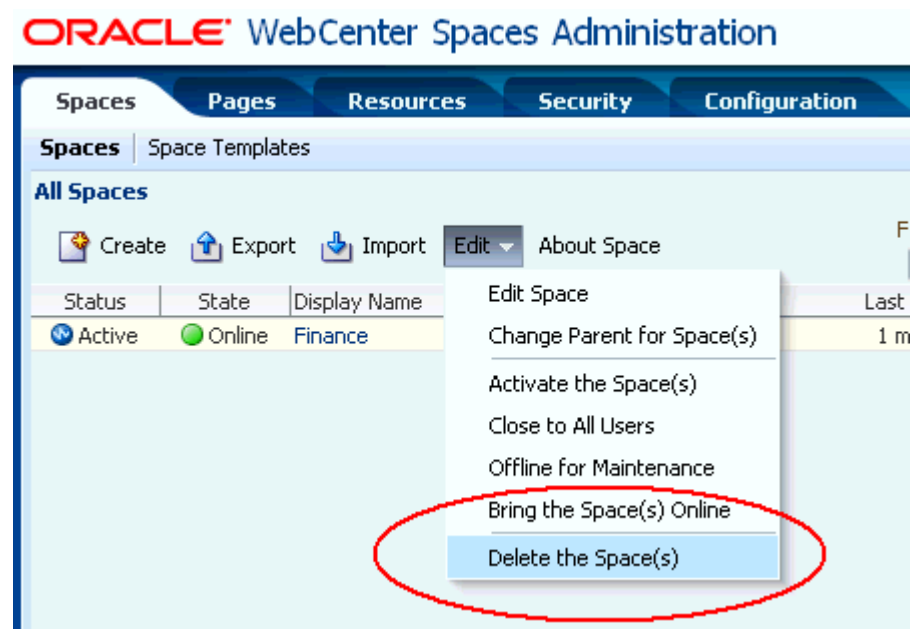 ORACLE WebCenter Spaces Administration
Spaces Pages Resources Security Configuration
Spaces Space Templates
All Spaces
Create Export Import Edit About Space
Status State Display Name Last
Active Online Finance 1 m
Edit Space
Change Parent for Space(s)
Activate the Space(s)
Close to All Users
Offline for Maintenance
Bring the Space(s) Online
Delete the Space(s)